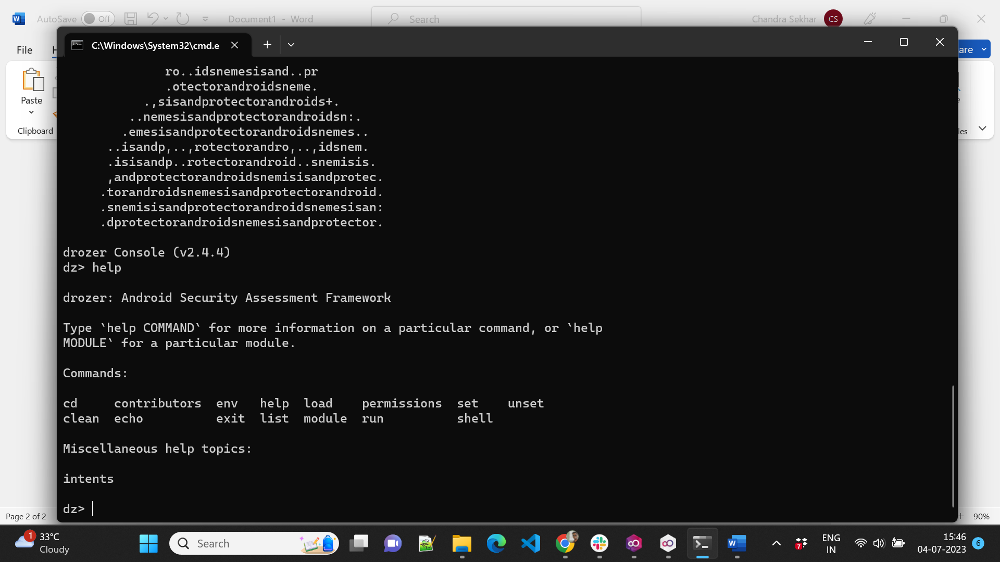 AutoSave Off Document1 - Word Search Chandra Sekhar CS
C:\Windows\System32\cmd.e
File
Paste
Clipboard
ro..idsnemesisand..pr
.otectorandroidsneme.
.,sisandprotectorandroids+.
..nemesisandprotectorandroidsn:.
.emesisandprotectorandroidsnemes..
..isandp,..,rotectorandro,..,idsnem.
.isisandp..rotectorandroid..snemisis.
,andprotectorandroidsnemisisandprotec.
.torandroidsnemesisandprotectorandroid.
.snemisisandprotectorandroidsnemesisan:
.dprotectorandroidsnemesisandprotector.
drozer Console (v2.4.4)
dz> help
drozer: Android Security Assessment Framework
Type `help COMMAND` for more information on a particular command, or `help
MODULE` for a particular module.
Commands:
cd contributors env help load permissions set unset
clean echo exit list module run shell
Miscellaneous help topics:
intents
dz>
Page 2 of 2 90%
1 33°C
Cloudy
Search
7
ENG
IN
15:46
04-07-2023
6